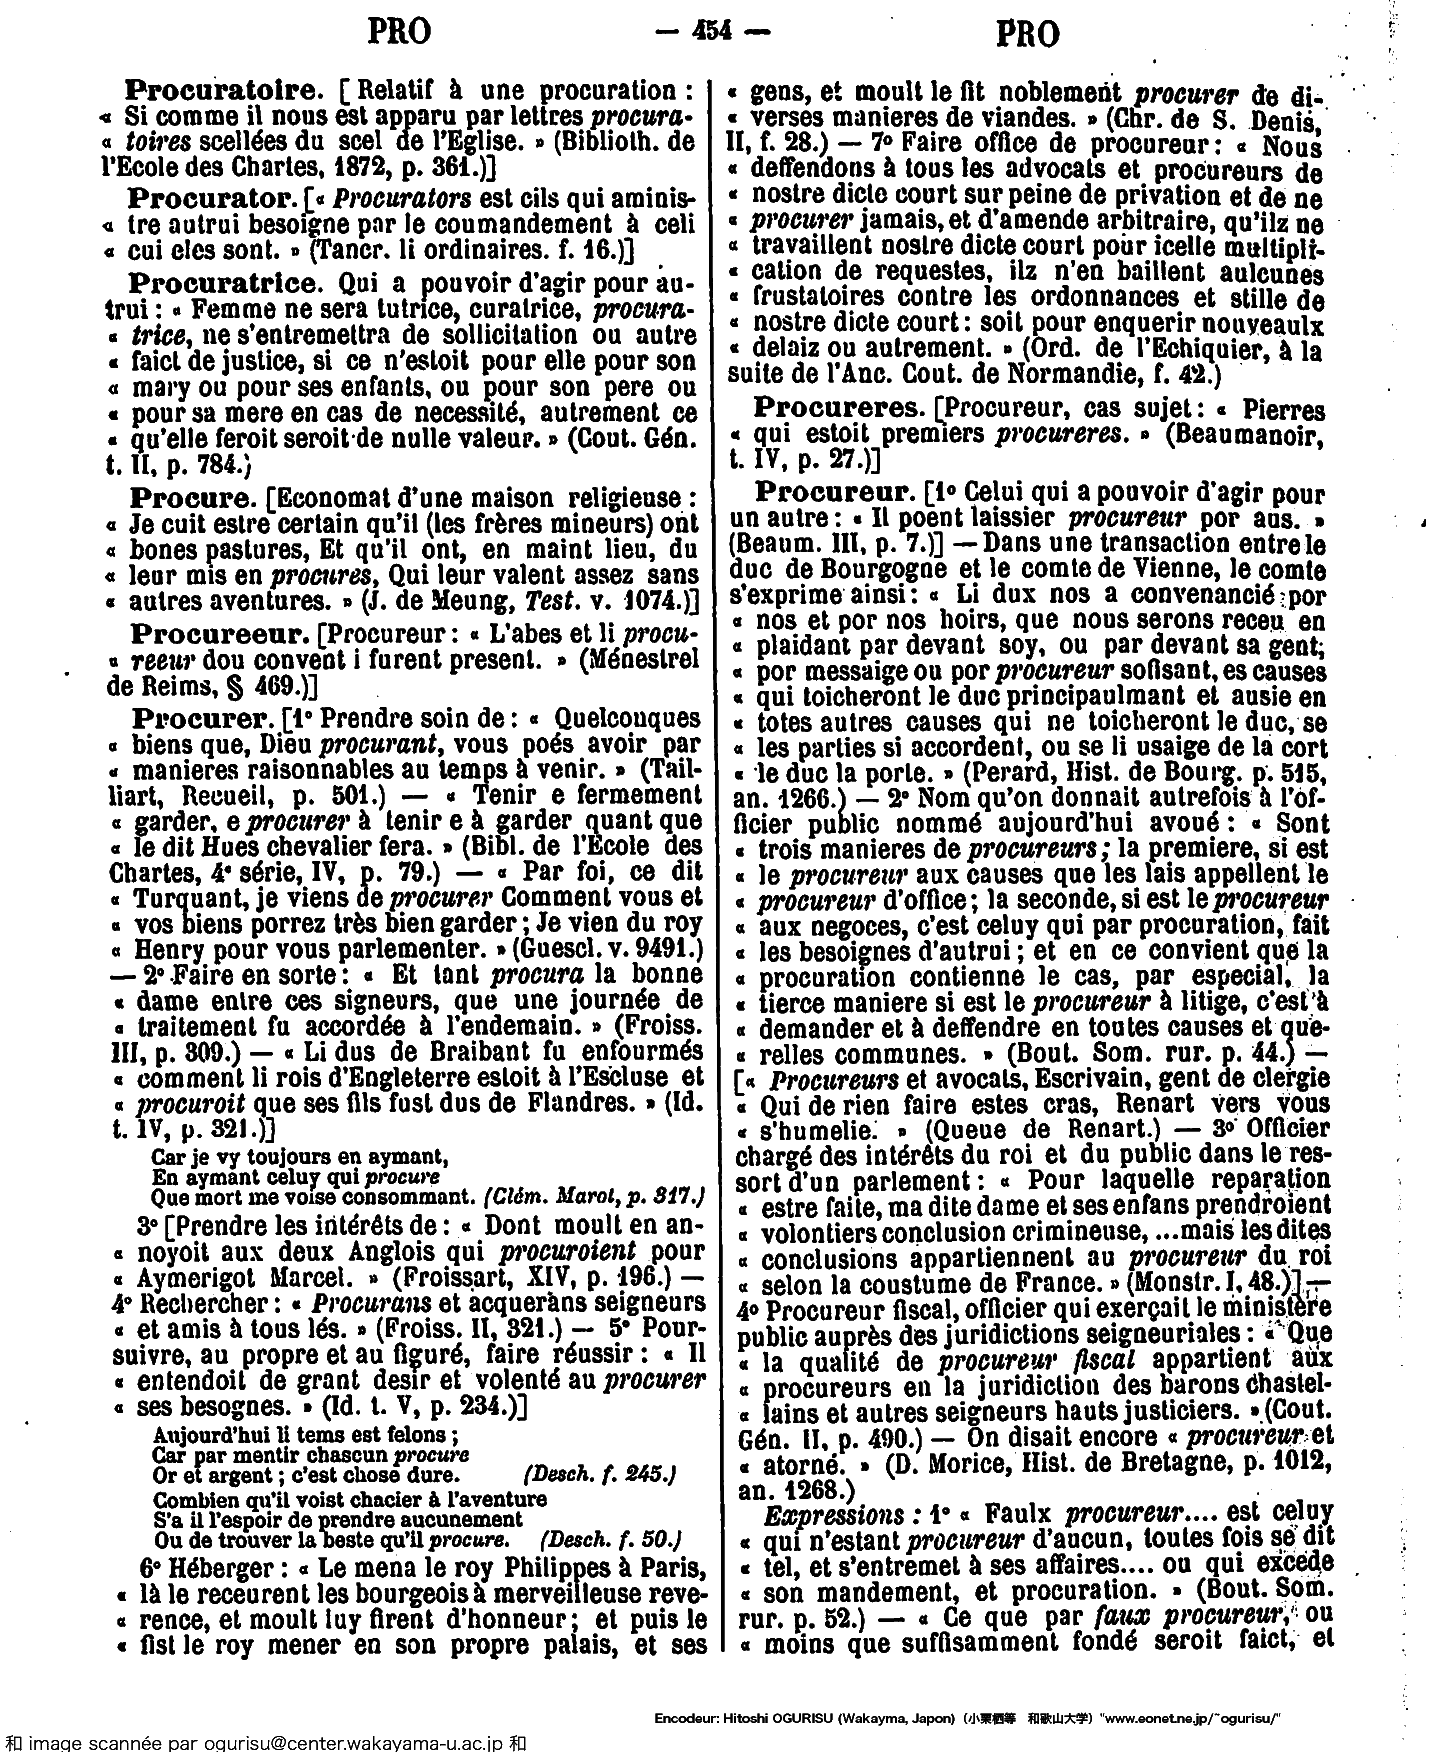 PRO — 454 — PRO
Procuratoire. [Relatif à une procuration :
« Si comme il nous est apparu par lettres procura-
« toires scellées du scel de l'Eglise. » (Biblioth. de
l'Ecole des Chartes, 1872, p. 361.)]
Procurator. [« Procurators est cils qui aminis-
« tre autrui besoigne par le coumandement à celi
« cui eles sont. » (Tancr. li ordinaires. f. 16.)]
Procuratrice. Qui a pouvoir d'agir pour au-
trui : « Femme ne sera tutrice, curatrice, procura-
« trice, ne s'entremettra de sollicitation ou autre
« faict de justice, si ce n'estoit pour elle pour son
« mary ou pour ses enfants, ou pour son pere ou
« pour sa mere en cas de necessité, autrement ce
« qu'elle feroit seroit de nulle valeur. » (Cout. Gén.
t. II, p. 784.)
Procure. [Economat d'une maison religieuse :
« Je cuit estre certain qu'il (les frères mineurs) ont
« bones pastures, Et qu'il ont, en maint lieu, du
« leur mis en procures, Qui leur valent assez sans
« autres aventures. » (J. de Meung, Test. v. 1074.)]
Procureeur. [Procureur : « L'abes et li procu-
« reeur dou convent i furent present. » (Ménestrel
de Reims, § 469.)]
Procurer. [1° Prendre soin de : « Quelconques
« biens que, Dieu procurant, vous poés avoir par
« manieres raisonnables au temps à venir. » (Tail-
liart, Recueil, p. 501.) — « Tenir e fermement
« garder, e procurer à tenir e à garder quant que
« le dit Hues chevalier fera. » (Bibl. de l'Ecole des
Chartes, 4e série, IV, p. 79.) — « Par foi, ce dit
« Turquant, je viens de procurer Comment vous et
« vos biens porrez très bien garder ; Je vien du roy
« Henry pour vous parlementer. » (Guescl. v. 9491.)
— 2° Faire en sorte : « Et tant procura la bonne
« dame entre ces signeurs, que une journée de
« traitement fu accordée à l'endemain. » (Froiss.
III, p. 309.) — « Li dus de Braibant fu enfourmés
« comment li rois d'Engleterre estoit à l'Escluse et
« procuroit que ses fils fust dus de Flandres. » (Id.
t. IV, p. 321.)]
Car je vy toujours en aymant,
En aymant celuy qui procure
Que mort me voise consommant. (Clém. Marot, p. 317.)
3° [Prendre les intérêts de : « Dont moult en an-
« noyoit aux deux Anglois qui procuroient pour
« Aymerigot Marcel. » (Froissart, XIV, p. 196.) —
4° Rechercher : « Procurans et acquerans seigneurs
« et amis à tous lés. » (Froiss. II, 321.) — 5° Pour-
suivre, au propre et au figuré, faire réussir : « Il
« entendoit de grant desir et volenté au procurer
« ses besognes. » (Id. t. V, p. 234.)]
Aujourd'hui li tems est felons ;
Car par mentir chascun procure
Or et argent ; c'est chose dure. (Desch. f. 245.)
Combien qu'il voist chacier à l'aventure
S'a il l'espoir de prendre aucunement
Ou de trouver la beste qu'il procure. (Desch. f. 50.)
6° Héberger : « Le mena le roy Philippes à Paris,
« là le receurent les bourgeois à merveilleuse reve-
« rence, et moult luy firent d'honneur ; et puis le
« fist le roy mener en son propre palais, et ses
« gens, et moult le fit noblement procurer de di-
« verses manieres de viandes. » (Chr. de S. Denis,
II, f. 28.) — 7° Faire office de procureur : « Nous
« deffendons à tous les advocats et procureurs de
« nostre dicte court sur peine de privation et de ne
« procurer jamais, et d'amende arbitraire, qu'ilz ne
« travaillent nostre dicte court pour icelle multipli-
« cation de requestes, ilz n'en baillent aulcunes
« frustatoires contre les ordonnances et stille de
« nostre dicte court : soit pour enquerir nouveaulx
« delaiz ou autrement. » (Ord. de l'Echiquier, à la
suite de l'Anc. Cout. de Normandie, f. 42.)
Procureres. [Procureur, cas sujet : « Pierres
« qui estoit premiers procureres. » (Beaumanoir,
t. IV, p. 27.)]
Procureur. [1° Celui qui a pouvoir d'agir pour
un autre : « Il poent laissier procureur por aus. »
(Beaum. III, p. 7.)] — Dans une transaction entre le
duc de Bourgogne et le comte de Vienne, le comte
s'exprime ainsi : « Li dux nos a convenancié por
« nos et por nos hoirs, que nous serons receu en
« plaidant par devant soy, ou par devant sa gent;
« por messaige ou por procureur sofisant, es causes
« qui toicheront le duc principaulmant et ausie en
« totes autres causes qui ne toicheront le duc, se
« les parties si accordent, ou se li usaige de la cort
« le duc la porte. » (Perard, Hist. de Bourg. p. 515,
an. 1266.) — 2° Nom qu'on donnait autrefois à l'of-
ficier public nommé aujourd'hui avoué : « Sont
« trois manieres de procureurs ; la premiere, si est
« le procureur aux causes que les lais appellent le
« procureur d'office ; la seconde, si est le procureur
« aux negoces, c'est celuy qui par procuration, fait
« les besoignes d'autrui ; et en ce convient que la
« procuration contienne le cas, par especial, la
« tierce maniere si est le procureur à litige, c'est à
« demander et à deffendre en toutes causes et que-
« relles communes. » (Bout. Som. rur. p. 44.) —
[« Procureurs et avocats, Escrivain, gent de clergie
« Qui de rien faire estes cras, Renart vers vous
« s'humelie. » (Queue de Renart.) — 3° Officier
chargé des intérêts du roi et du public dans le res-
sort d'un parlement : « Pour laquelle reparation
« estre faite, ma dite dame et ses enfans prendroient
« volontiers conclusion crimineuse, ...mais les dites
« conclusions appartiennent au procureur du roi
« selon la coustume de France. » (Monstr. I, 48.)] —
4° Procureur fiscal, officier qui exerçait le ministère
public auprès des juridictions seigneuriales : « Que
« la qualité de procureur fiscal appartient aux
« procureurs en la juridiction des barons chastel-
« lains et autres seigneurs hauts justiciers. » (Cout.
Gén. II, p. 490.) — On disait encore « procureur et
« atorné. » (D. Morice, Hist. de Bretagne, p. 1012,
an. 1268.)
Expressions : 1° « Faulx procureur.... est celuy
« qui n'estant procureur d'aucun, toutes fois se dit
« tel, et s'entremet à ses affaires.... ou qui excede
« son mandement, et procuration. » (Bout. Som.
rur. p. 52.) — « Ce que par faux procureur, ou
« moins que suffisamment fondé seroit faict, et
Encodeur: Hitoshi OGURISU (Wakayma, Japon)（小栗栖等　和歌山大学）"www.eonet.ne.jp/~ogurisu/"
和 image scannée par ogurisu@center.wakayama-u.ac.jp 和